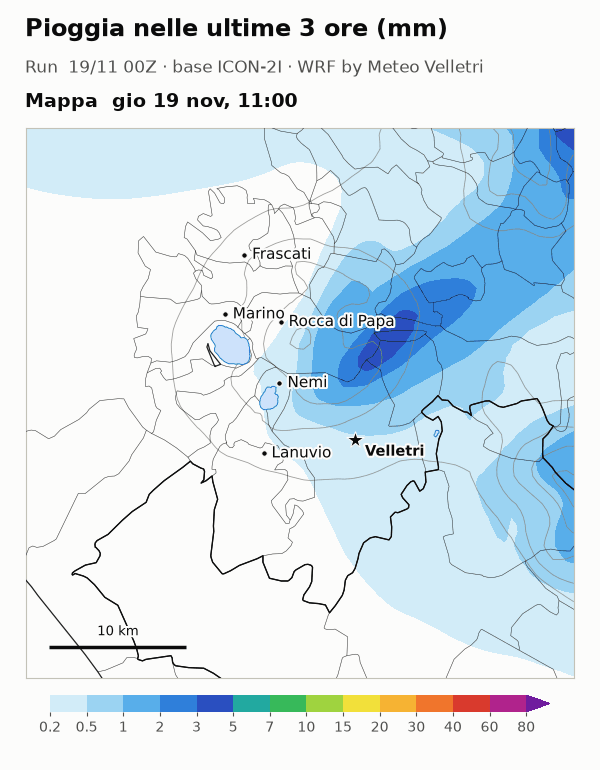 Pioggia nelle ultime 3 ore (mm)
Run 19/11 00Z · base ICON-2I · WRF by Meteo Velletri
Mappa gio 19 nov, 11:00
Frascati
Marino
Rocca di Papa
Nemi
Velletri
Lanuvio
10 km
0.2 0.5 1 2 3 5 7 10 15 20 30 40 60 80